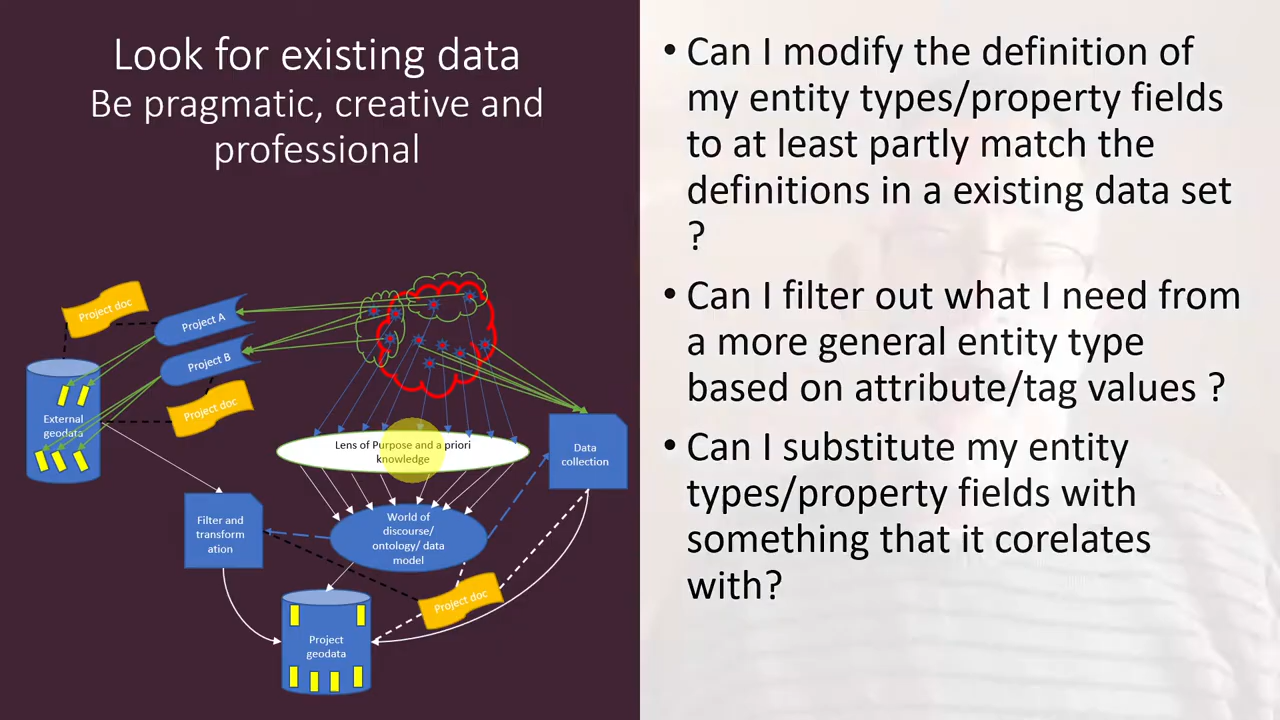 Look for existing data
Be pragmatic, creative and
professional
• Can I modify the definition of
my entity types/property fields
to at least partly match the
definitions in a existing data set
?
• Can I filter out what I need from
a more general entity type
based on attribute/tag values ?
• Can I substitute my entity
types/property fields with
something that it corelates
with?
Project doc
Project A
Project B
Project doc
External
geodata
Lens of Purpose and a priori
knowledge
Data
collection
Filter and
transform
ation
World of
discourse/
ontology/ data
model
Project doc
Project
geodata